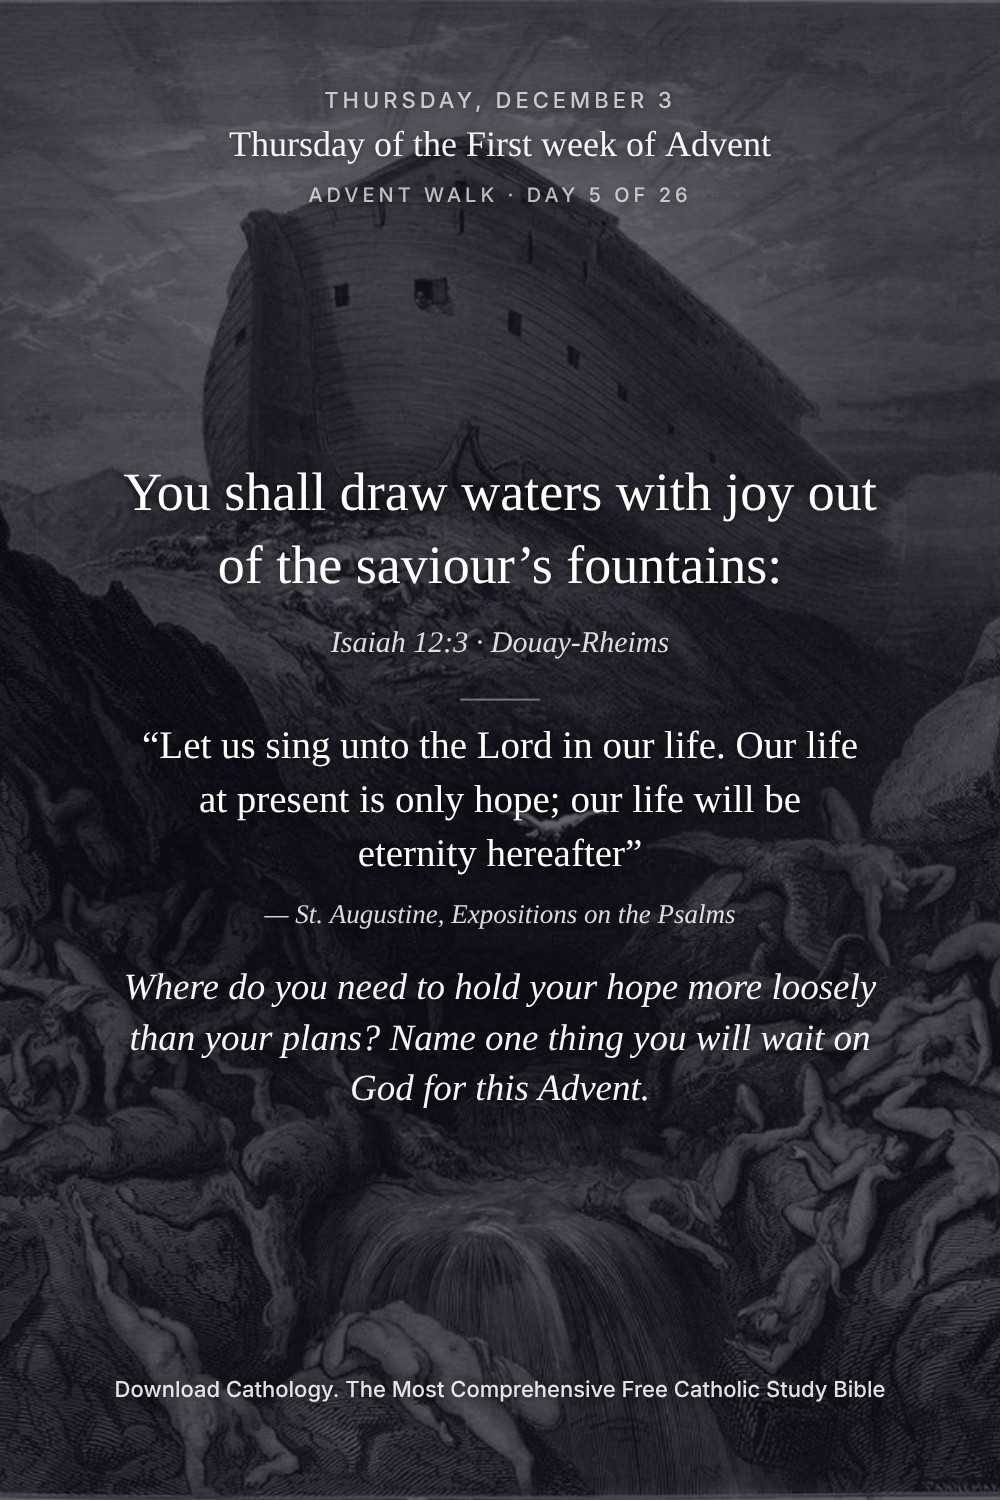 THURSDAY, DECEMBER 3
Thursday of the First week of Advent
ADVENT WALK · DAY 5 OF 26
You shall draw waters with joy out
of the saviour’s fountains:
Isaiah 12:3 · Douay-Rheims
“Let us sing unto the Lord in our life. Our life
at present is only hope; our life will be
eternity hereafter”
— St. Augustine, Expositions on the Psalms
Where do you need to hold your hope more loosely
than your plans? Name one thing you will wait on
God for this Advent.
Download Cathology. The Most Comprehensive Free Catholic Study Bible